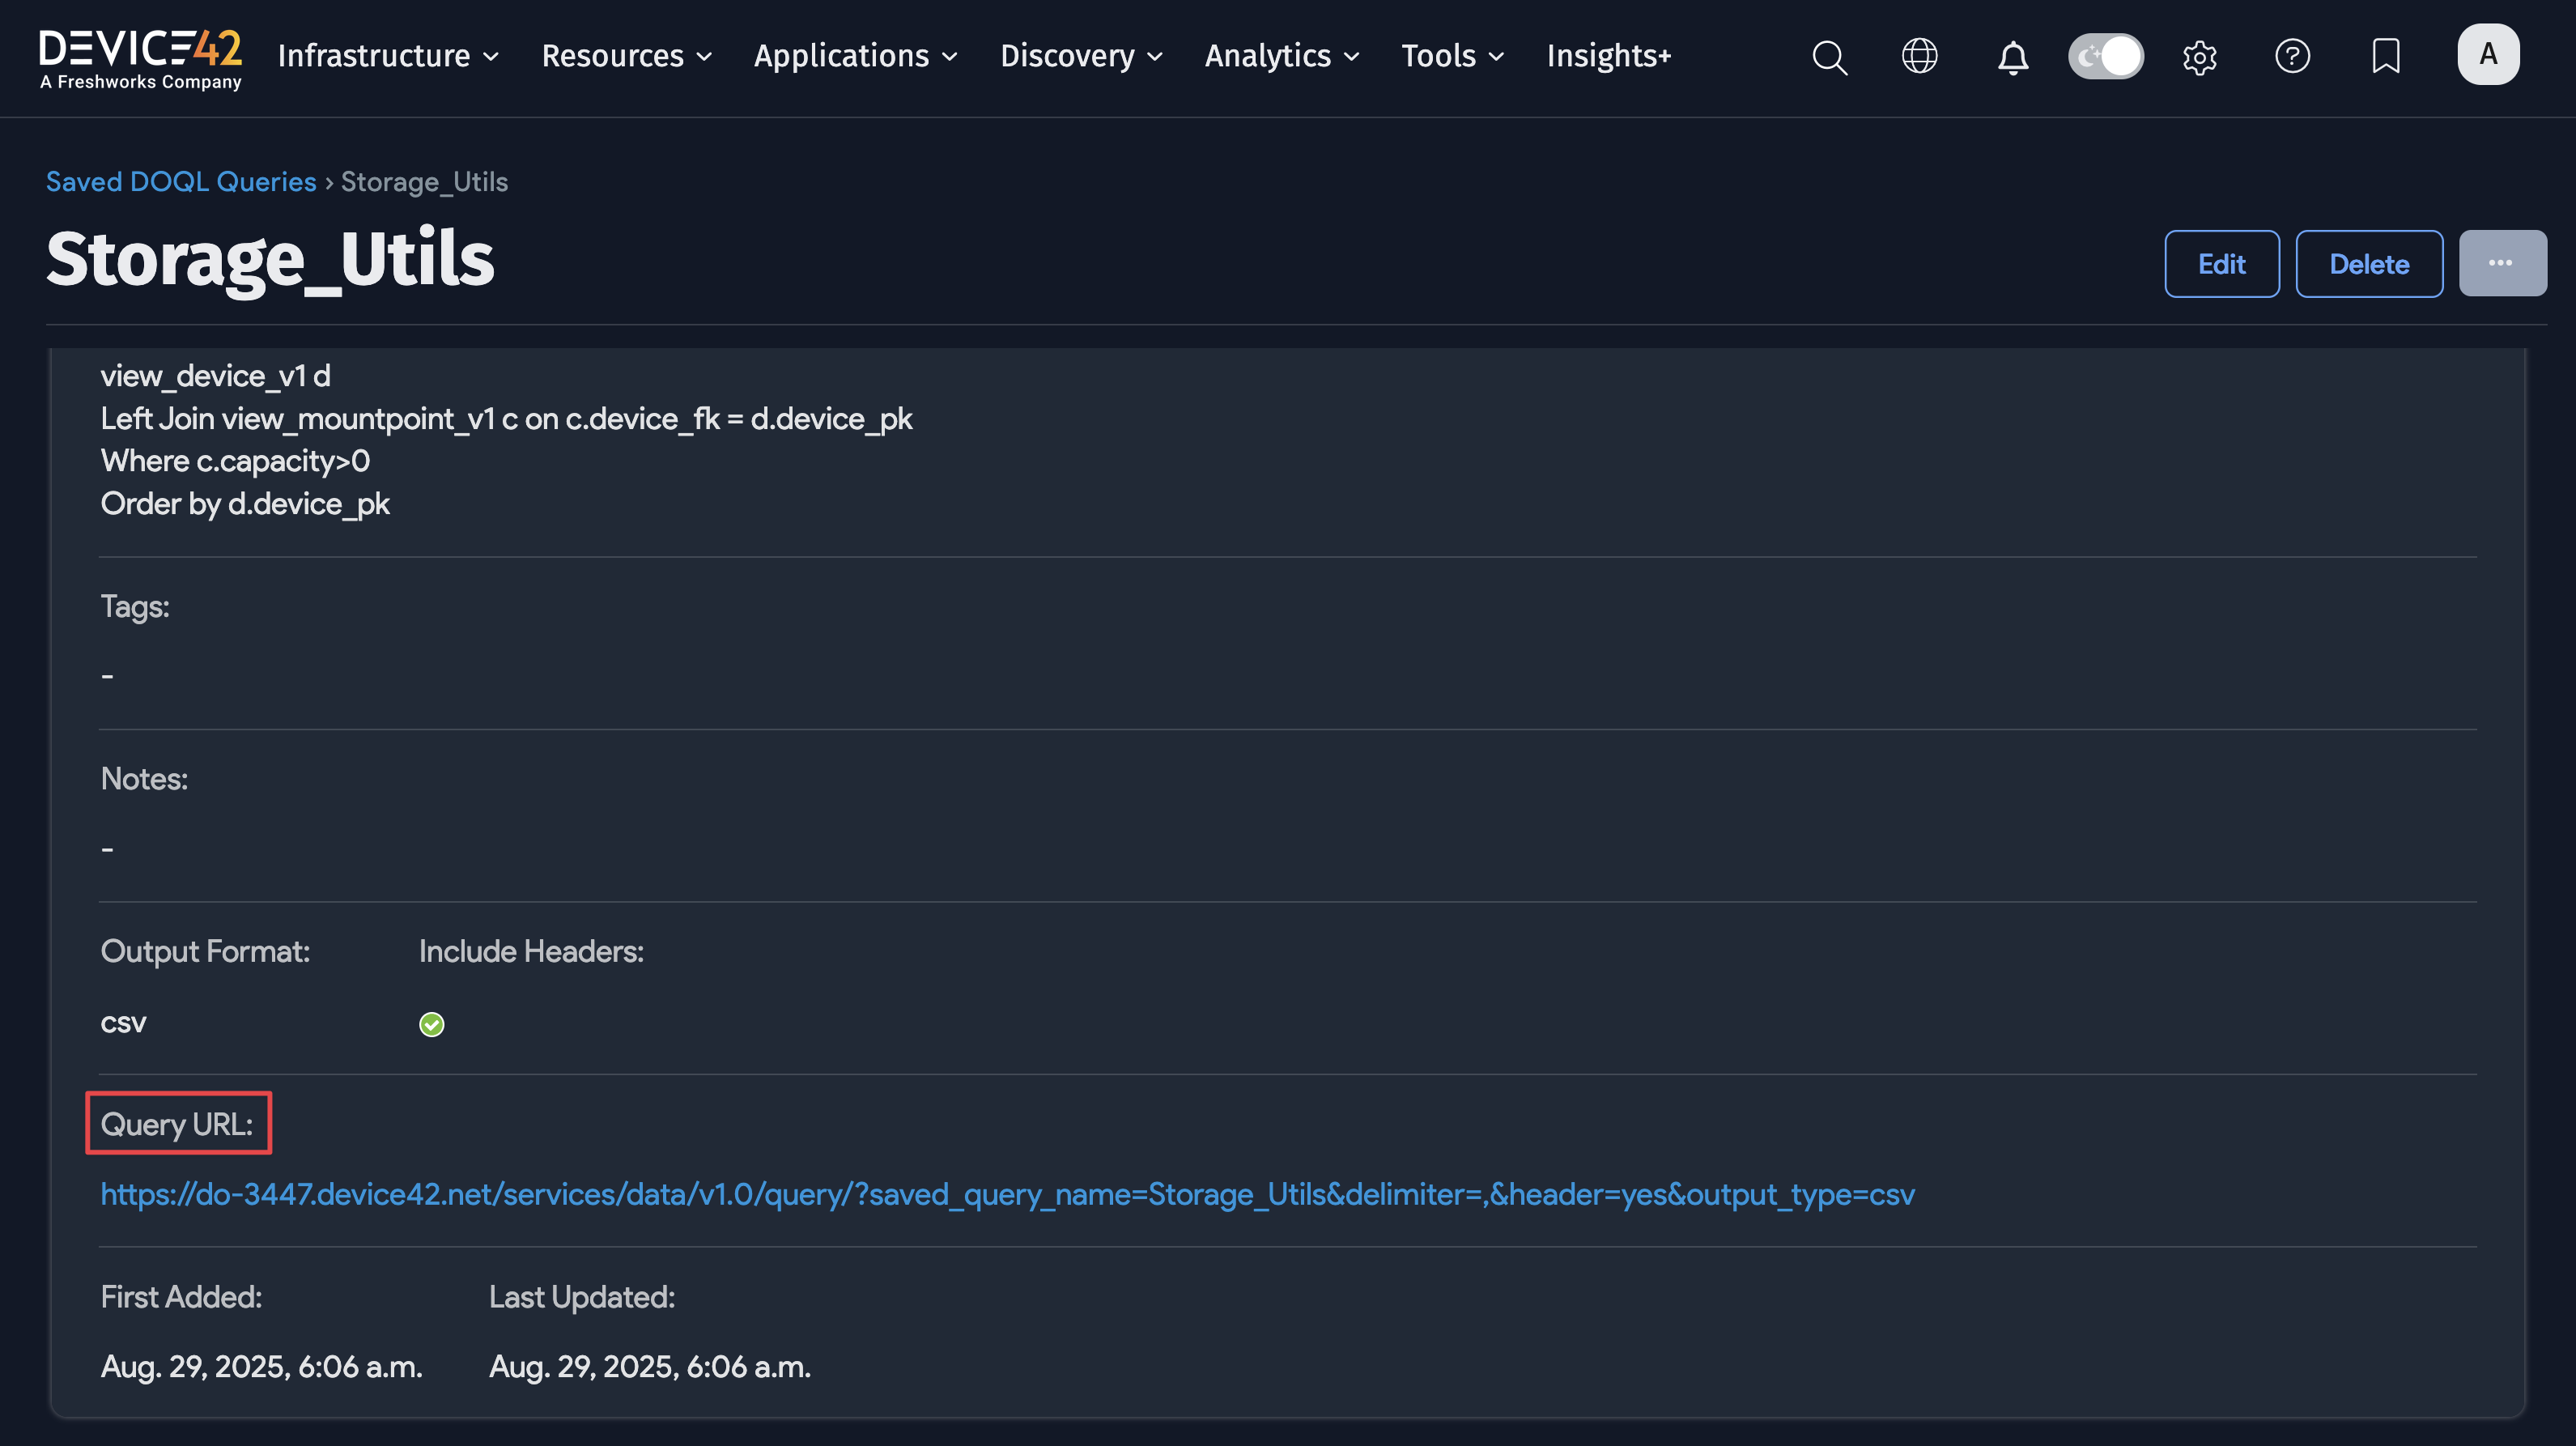 DEVICE42
A Freshworks Company
Infrastructure
Resources
Applications
Discovery
Analytics
Tools
Insights+
A
Saved DOQL Queries › Storage_Utils
Storage_Utils
Edit
Delete
view_device_v1 d
Left Join view_mountpoint_v1 c on c.device_fk = d.device_pk
Where c.capacity>0
Order by d.device_pk
Tags:
-
Notes:
-
Output Format:
Include Headers:
csv
Query URL:
https://do-3447.device42.net/services/data/v1.0/query/?saved_query_name=Storage_Utils&delimiter=,&header=yes&output_type=csv
First Added:
Last Updated:
Aug. 29, 2025, 6:06 a.m.
Aug. 29, 2025, 6:06 a.m.